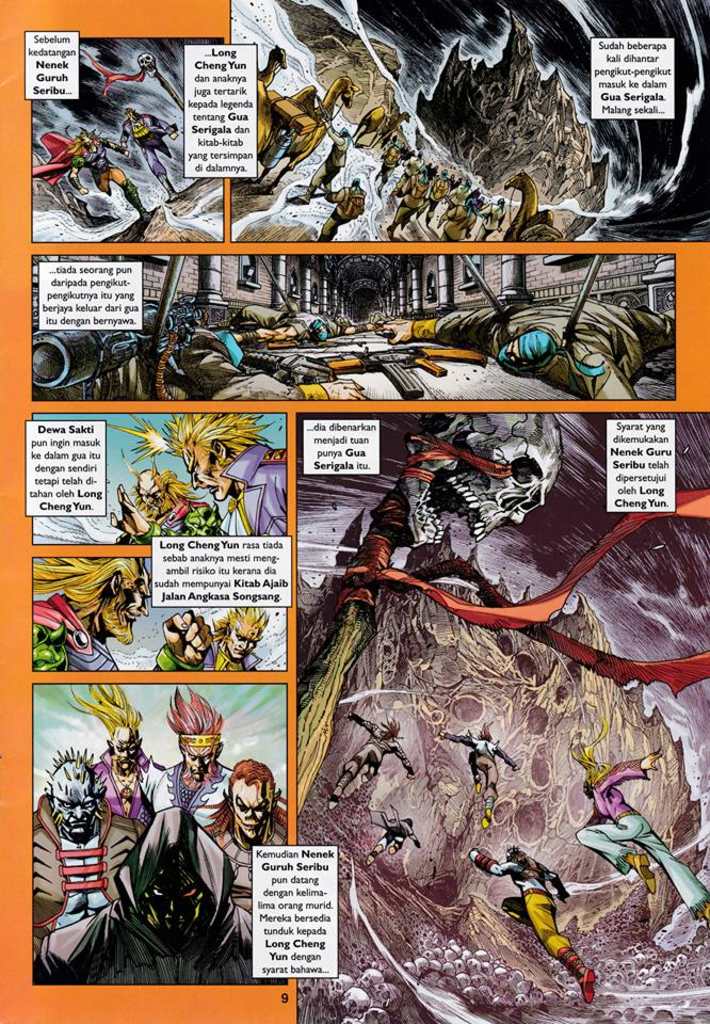 Sebelum
kedatangan
Nenek
Guruh
Seribu...
...Long
Cheng Yun
dan anaknya
juga tertarik
kepada legenda
tentang Gua
Serigala dan
kitab-kitab
yang tersimpan
di dalamnya.
Sudah beberapa
kali dihantar
pengikut-pengikut
masuk ke dalam
Gua Serigala.
Malang sekali...
...tiada seorang pun
daripada pengikut-
pengikutnya itu yang
berjaya keluar dari gua
itu dengan bernyawa.
Dewa Sakti
pun ingin masuk
ke dalam gua itu
dengan sendiri
tetapi telah di-
tahan oleh Long
Cheng Yun.
Long Cheng Yun rasa tiada
sebab anaknya mesti meng-
ambil risiko itu kerana dia
sudah mempunyai Kitab Ajaib
Jalan Angkasa Songsang.
Kemudian Nenek
Guruh Seribu
pun datang
dengan kelima-
lima orang murid.
Mereka bersedia
tunduk kepada
Long Cheng
Yun dengan
syarat bahawa...
...dia dibenarkan
menjadi tuan
punya Gua
Serigala itu.
Syarat yang
dikemukakan
Nenek Guru
Seribu telah
dipersetujui
oleh Long
Cheng Yun.
9